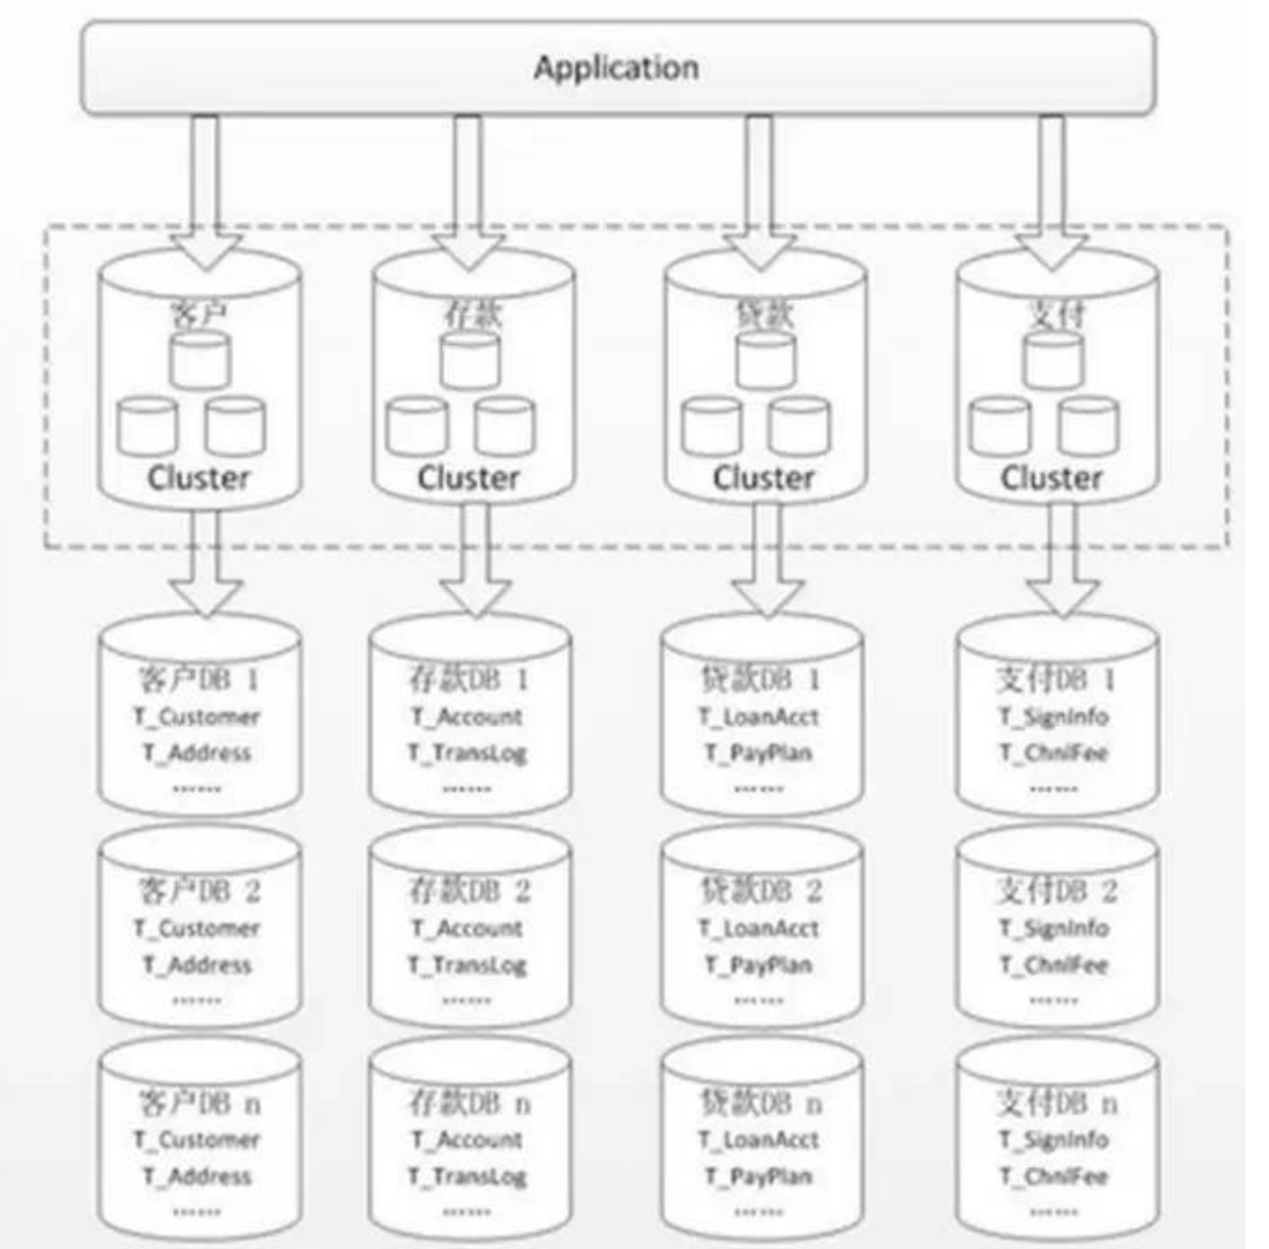 Application
客户
存款
贷款
支付
Cluster
Cluster
Cluster
Cluster
客户DB 1
T_Customer
T_Address
……
存款DB 1
T_Account
T_TransLog
……
贷款DB 1
T_LoanAcct
T_PayPlan
……
支付DB 1
T_SignInfo
T_ChnlFee
……
客户DB 2
T_Customer
T_Address
……
存款DB 2
T_Account
T_TransLog
……
贷款DB 2
T_LoanAcct
T_PayPlan
……
支付DB 2
T_SignInfo
T_ChnlFee
……
客户DB n
T_Customer
T_Address
……
存款DB n
T_Account
T_TransLog
……
贷款DB n
T_LoanAcct
T_PayPlan
……
支付DB n
T_SignInfo
T_ChnlFee
……